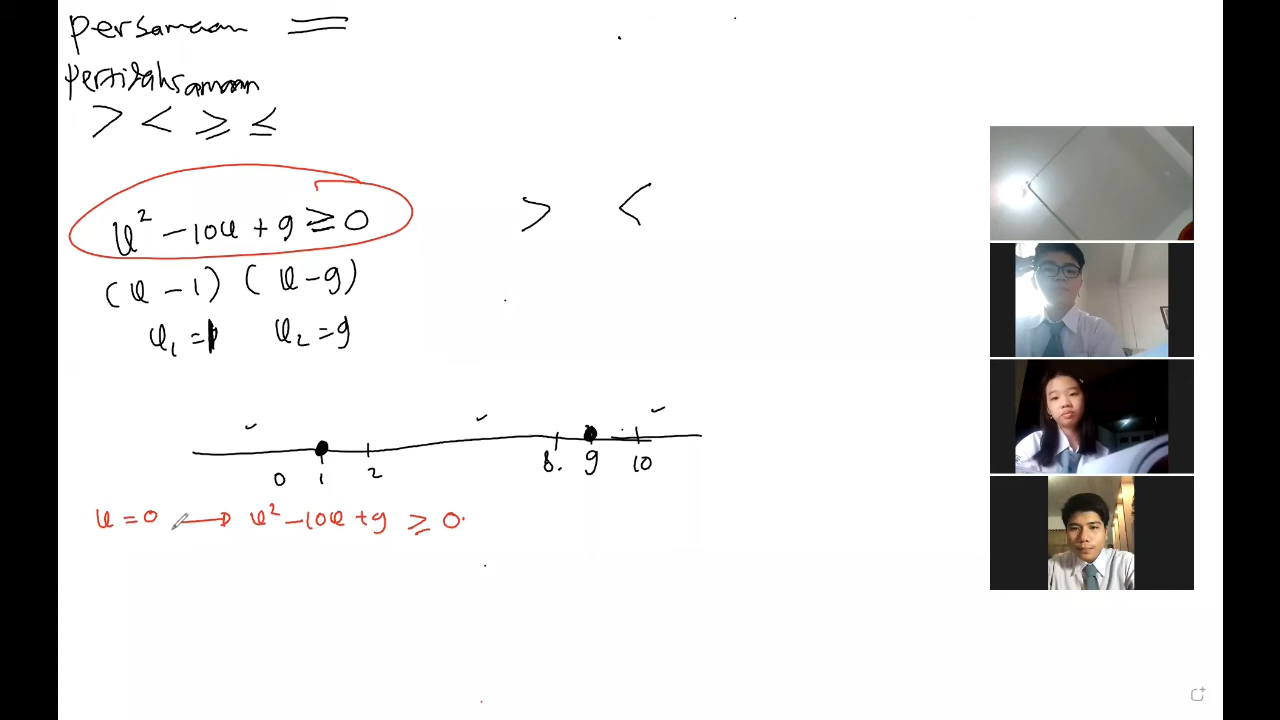 persamaan =
pertidaksamaan
> < ≥ ≤
u² - 10u + 9 ≥ 0
> <
(u - 1) (u - 9)
u₁ = 1 u₂ = 9
0 1 2 8. 9 10
u = 0 → u² - 10u + 9 ≥ 0.